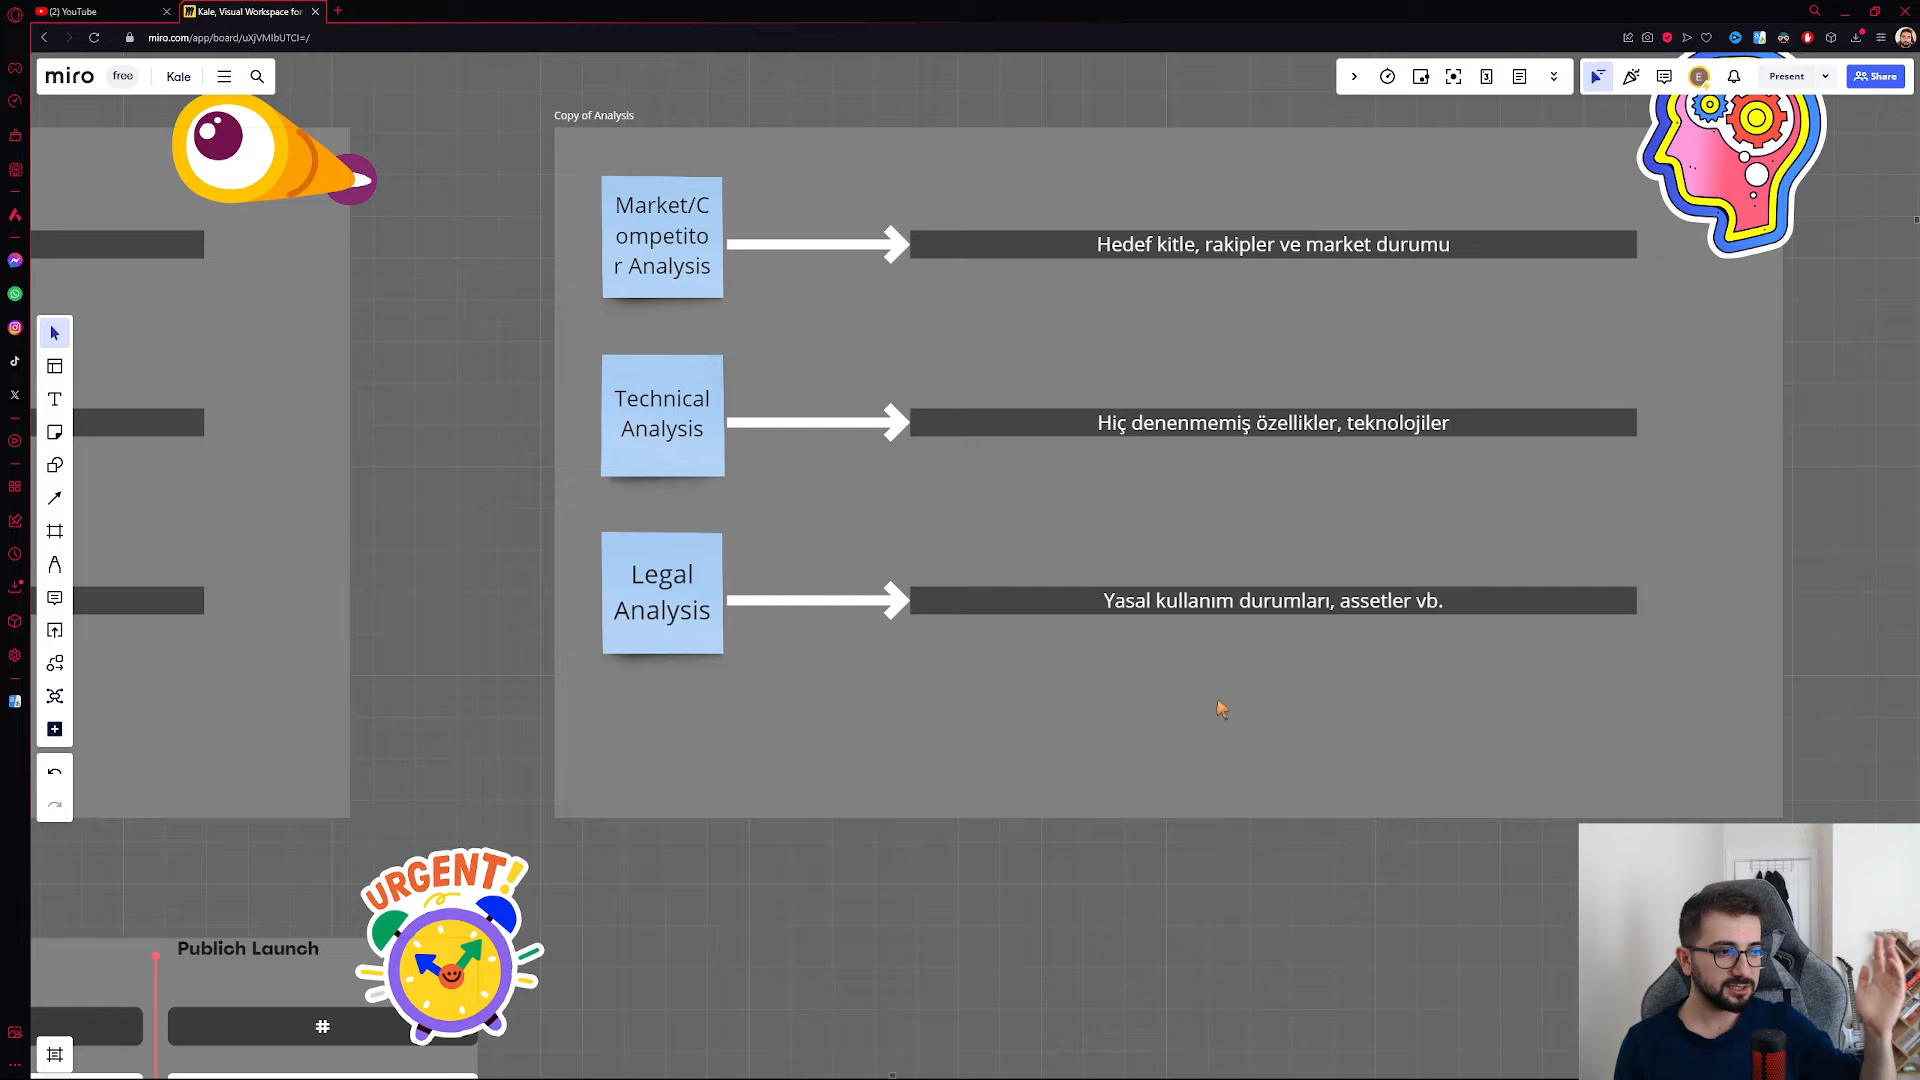 (2) YouTube
Kale, Visual Workspace for
miro.com/app/board/uXjVMIbUTCI=/
miro
free
Kale
Present
Share
Copy of Analysis
Market/C
ompetito
r Analysis
Hedef kitle, rakipler ve market durumu
Technical
Analysis
Hiç denenmemiş özellikler, teknolojiler
Legal
Analysis
Yasal kullanım durumları, assetler vb.
URGENT!
Publich Launch
#